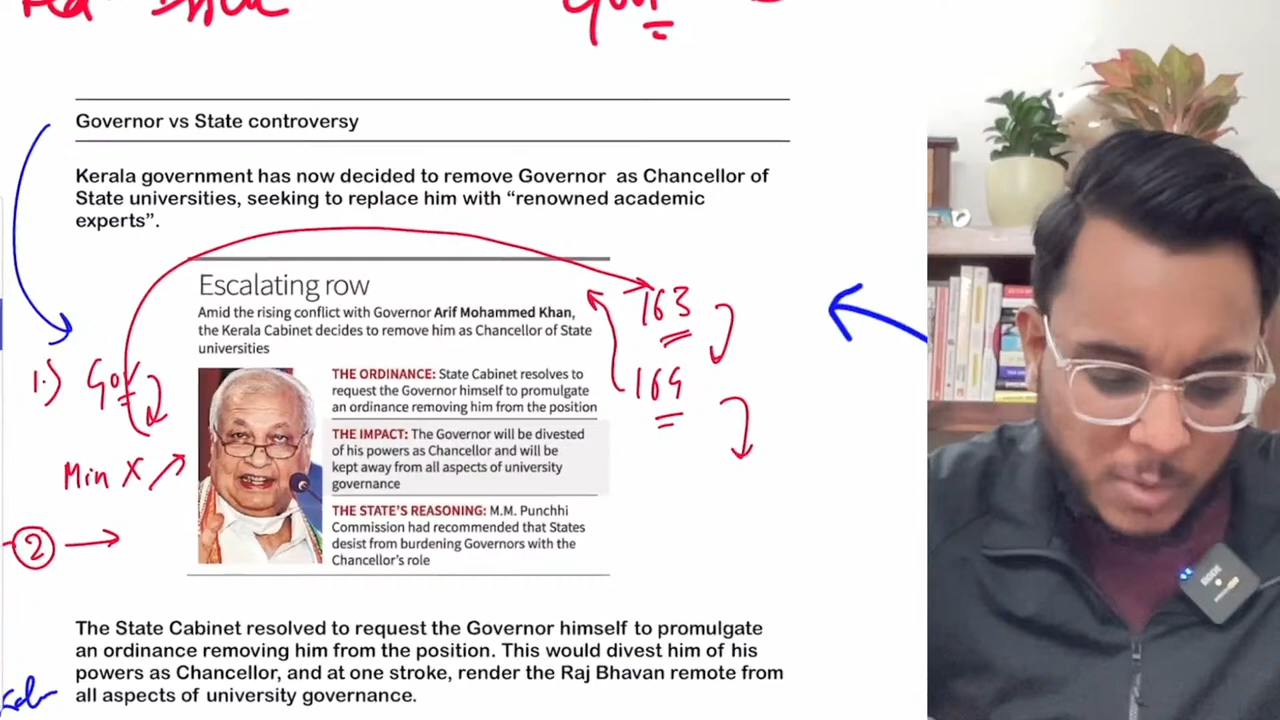 Governor vs State controversy
Kerala government has now decided to remove Governor as Chancellor of
State universities, seeking to replace him with “renowned academic
experts”.
Escalating row
Amid the rising conflict with Governor Arif Mohammed Khan,
the Kerala Cabinet decides to remove him as Chancellor of State
universities
163
164
1.) Gov
Min X
2
THE ORDINANCE: State Cabinet resolves to
request the Governor himself to promulgate
an ordinance removing him from the position
THE IMPACT: The Governor will be divested
of his powers as Chancellor and will be
kept away from all aspects of university
governance
THE STATE’S REASONING: M.M. Punchhi
Commission had recommended that States
desist from burdening Governors with the
Chancellor’s role
The State Cabinet resolved to request the Governor himself to promulgate
an ordinance removing him from the position. This would divest him of his
powers as Chancellor, and at one stroke, render the Raj Bhavan remote from
all aspects of university governance.
RODE